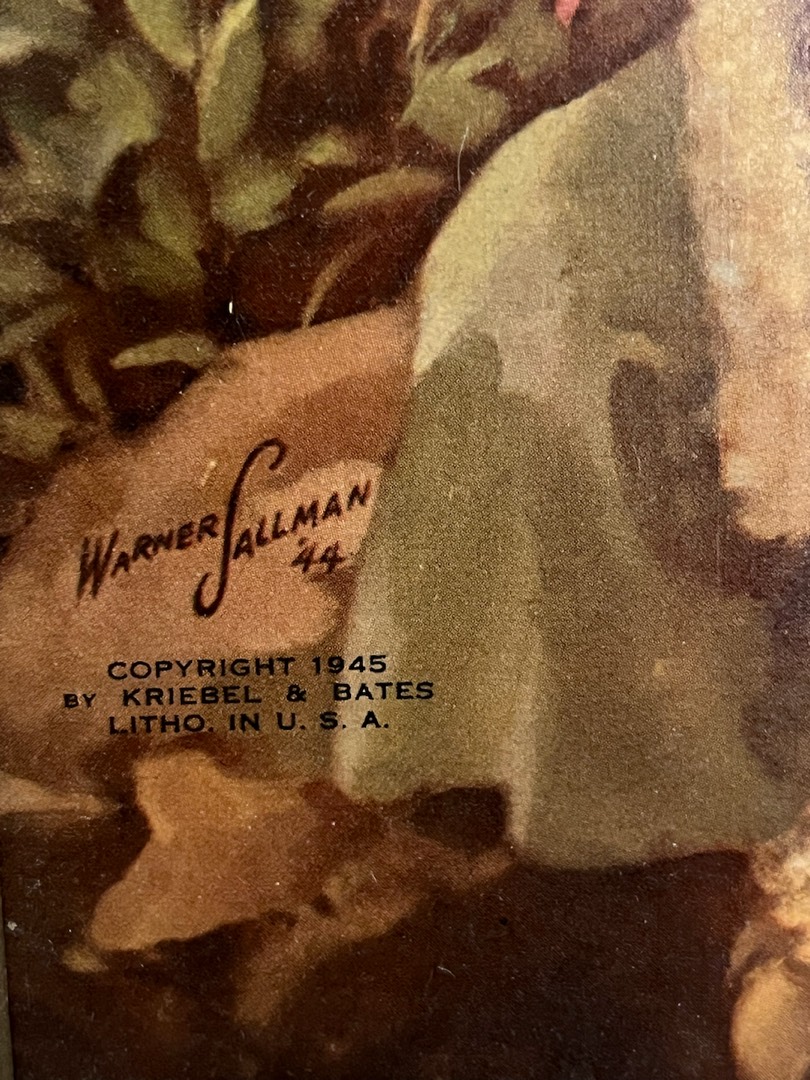 WARNER SALLMAN
'44.
COPYRIGHT 1945
BY KRIEBEL & BATES
LITHO. IN U. S. A.